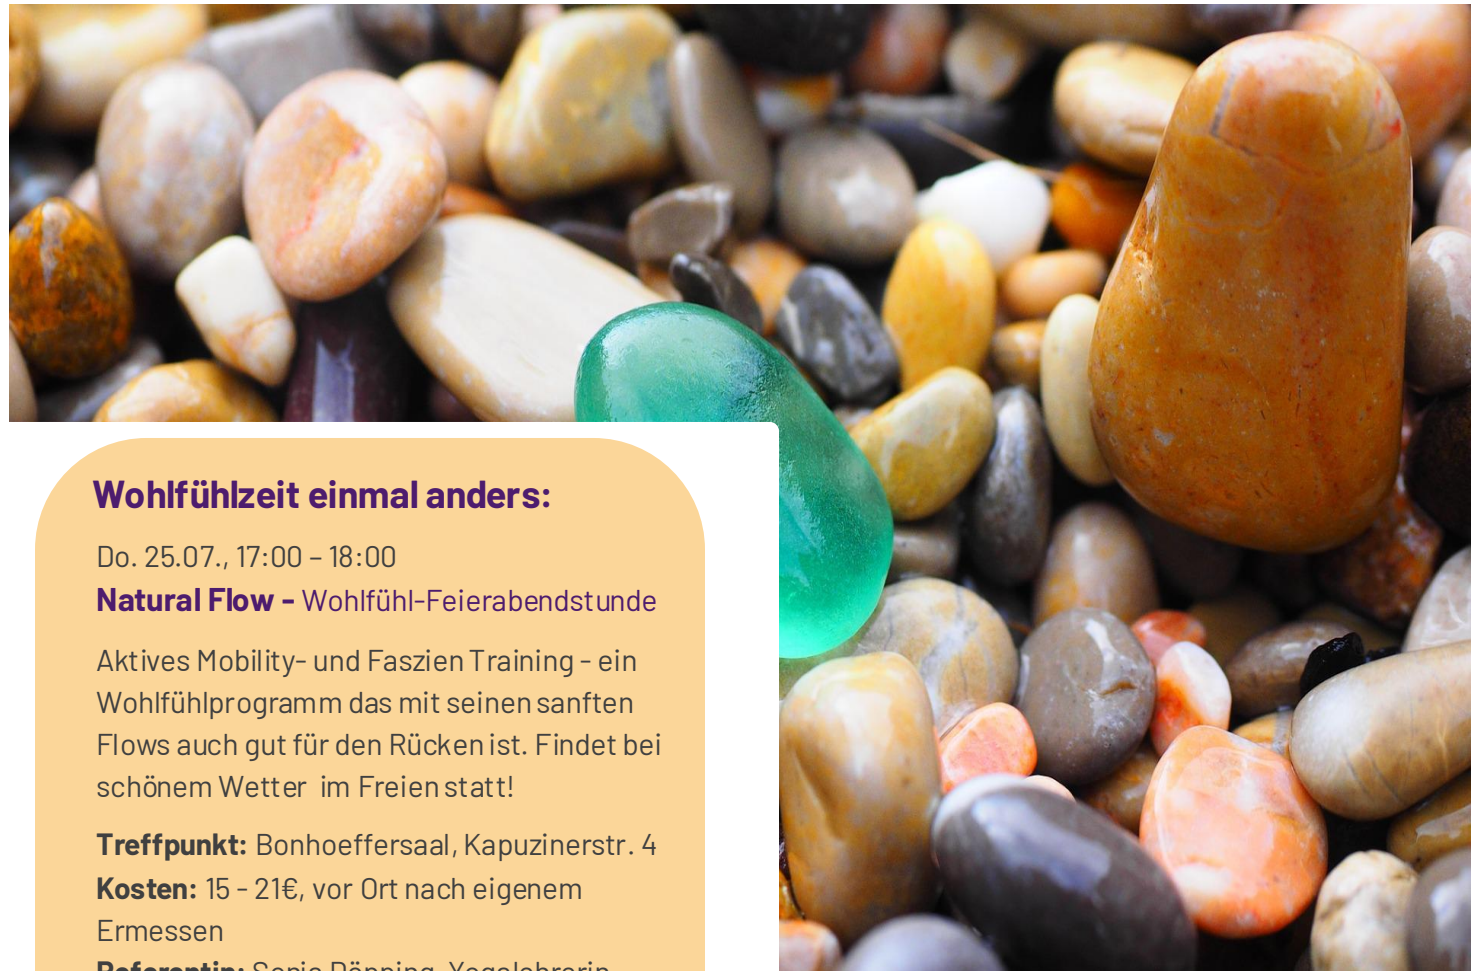 Wohlfühlzeit einmal anders:
Do. 25.07., 17:00 – 18:00
Natural Flow - Wohlfühl-Feierabendstunde
Aktives Mobility- und Faszien Training - ein
Wohlfühlprogramm das mit seinen sanften
Flows auch gut für den Rücken ist. Findet bei
schönem Wetter im Freien statt!
Treffpunkt: Bonhoeffersaal, Kapuzinerstr. 4
Kosten: 15 - 21€, vor Ort nach eigenem
Ermessen
Referentin: Yogalehrerin